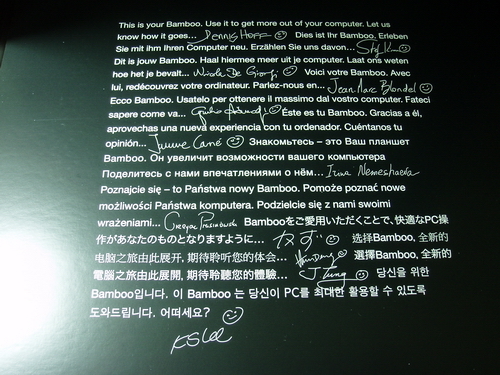 This is your Bamboo. Use it to get more out of your computer. Let us
know how it goes... Dennis Hoff Dies ist Ihr Bamboo. Erleben
Sie mit ihm Ihren Computer neu. Erzählen Sie uns davon...
Dit is jouw Bamboo. Haal hiermee meer uit je computer. Laat ons weten
hoe het je bevalt... Nicole De Giorgi Voici votre Bamboo. Avec
lui, redécouvrez votre ordinateur. Parlez-nous en... Jean-Marc Blondel
Ecco Bamboo. Usatelo per ottenere il massimo dal vostro computer. Fateci
sapere come va... Éste es tu Bamboo. Gracias a él,
aprovechas una nueva experiencia con tu ordenador. Cuéntanos tu
opinión... Знакомьтесь – это Ваш планшет
Bamboo. Он увеличит возможности вашего компьютера
Поделитесь с нами впечатлениями о нём... Irina Nemeshaeva
Poznajcie się – to Państwa nowy Bamboo. Pomoże poznać nowe
możliwości Państwa komputera. Podzielcie się z nami swoimi
wrażeniami... Bambooをご愛用いただくことで、快適なPC操
作があなたのものとなりますように... 选择Bamboo, 全新的
电脑之旅由此展开, 期待聆听您的体会... 選擇Bamboo, 全新的
電腦之旅由此展開, 期待聆聽您的體驗... 당신을 위한
Bamboo입니다. 이 Bamboo 는 당신이 PC를 최대한 활용할 수 있도록
도와드립니다. 어떠세요?
KS Lee